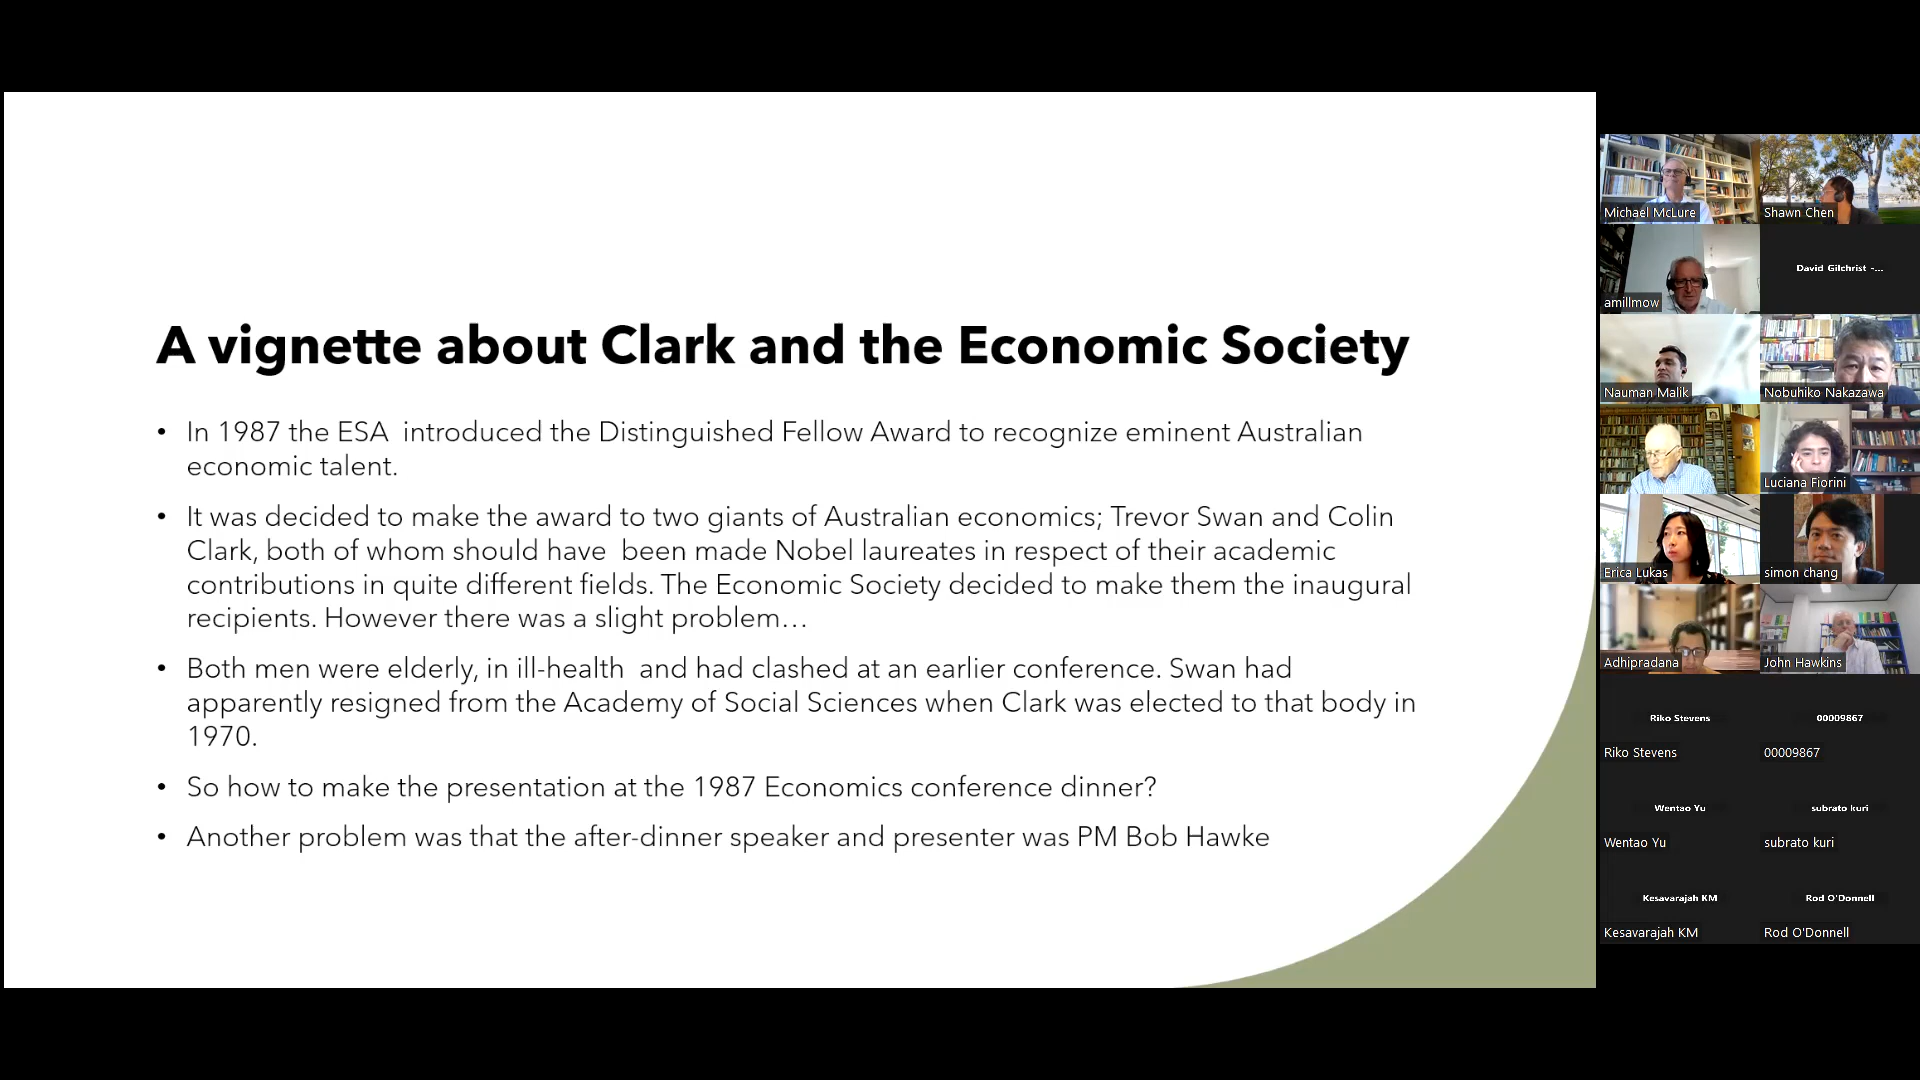 A vignette about Clark and the Economic Society
• In 1987 the ESA  introduced the Distinguished Fellow Award to recognize eminent Australian
economic talent.
• It was decided to make the award to two giants of Australian economics; Trevor Swan and Colin
Clark, both of whom should have  been made Nobel laureates in respect of their academic
contributions in quite different fields. The Economic Society decided to make them the inaugural
recipients. However there was a slight problem…
• Both men were elderly, in ill-health  and had clashed at an earlier conference. Swan had
apparently resigned from the Academy of Social Sciences when Clark was elected to that body in
1970.
• So how to make the presentation at the 1987 Economics conference dinner?
• Another problem was that the after-dinner speaker and presenter was PM Bob Hawke
Michael McLure
Shawn Chen
amillmow
David Gilchrist -...
Nauman Malik
Nobuhiko Nakazawa
Luciana Fiorini
Erica Lukas
simon chang
Adhipradana
John Hawkins
Riko Stevens
00009867
Riko Stevens
00009867
Wentao Yu
subrato kuri
Wentao Yu
subrato kuri
Kesavarajah KM
Rod O'Donnell
Kesavarajah KM
Rod O'Donnell